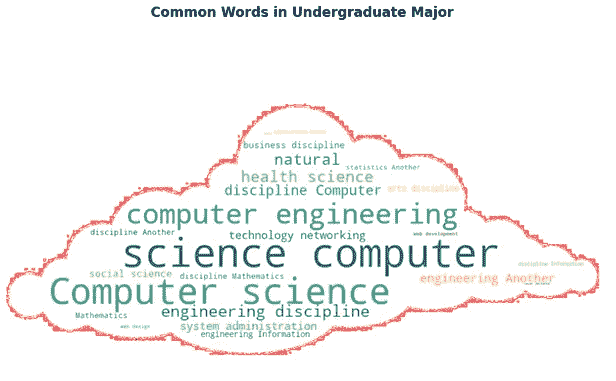 Common Words in Undergraduate Major
business discipline
natural
statistics Another
health science
discipline Computer
arts discipline
computer engineering
discipline Another
technology networking
Web development
science computer
discipline Information
social science
discipline Mathematics
engineering Another
Computer science
engineering discipline
Mathematics
system administration
web design
engineering Information